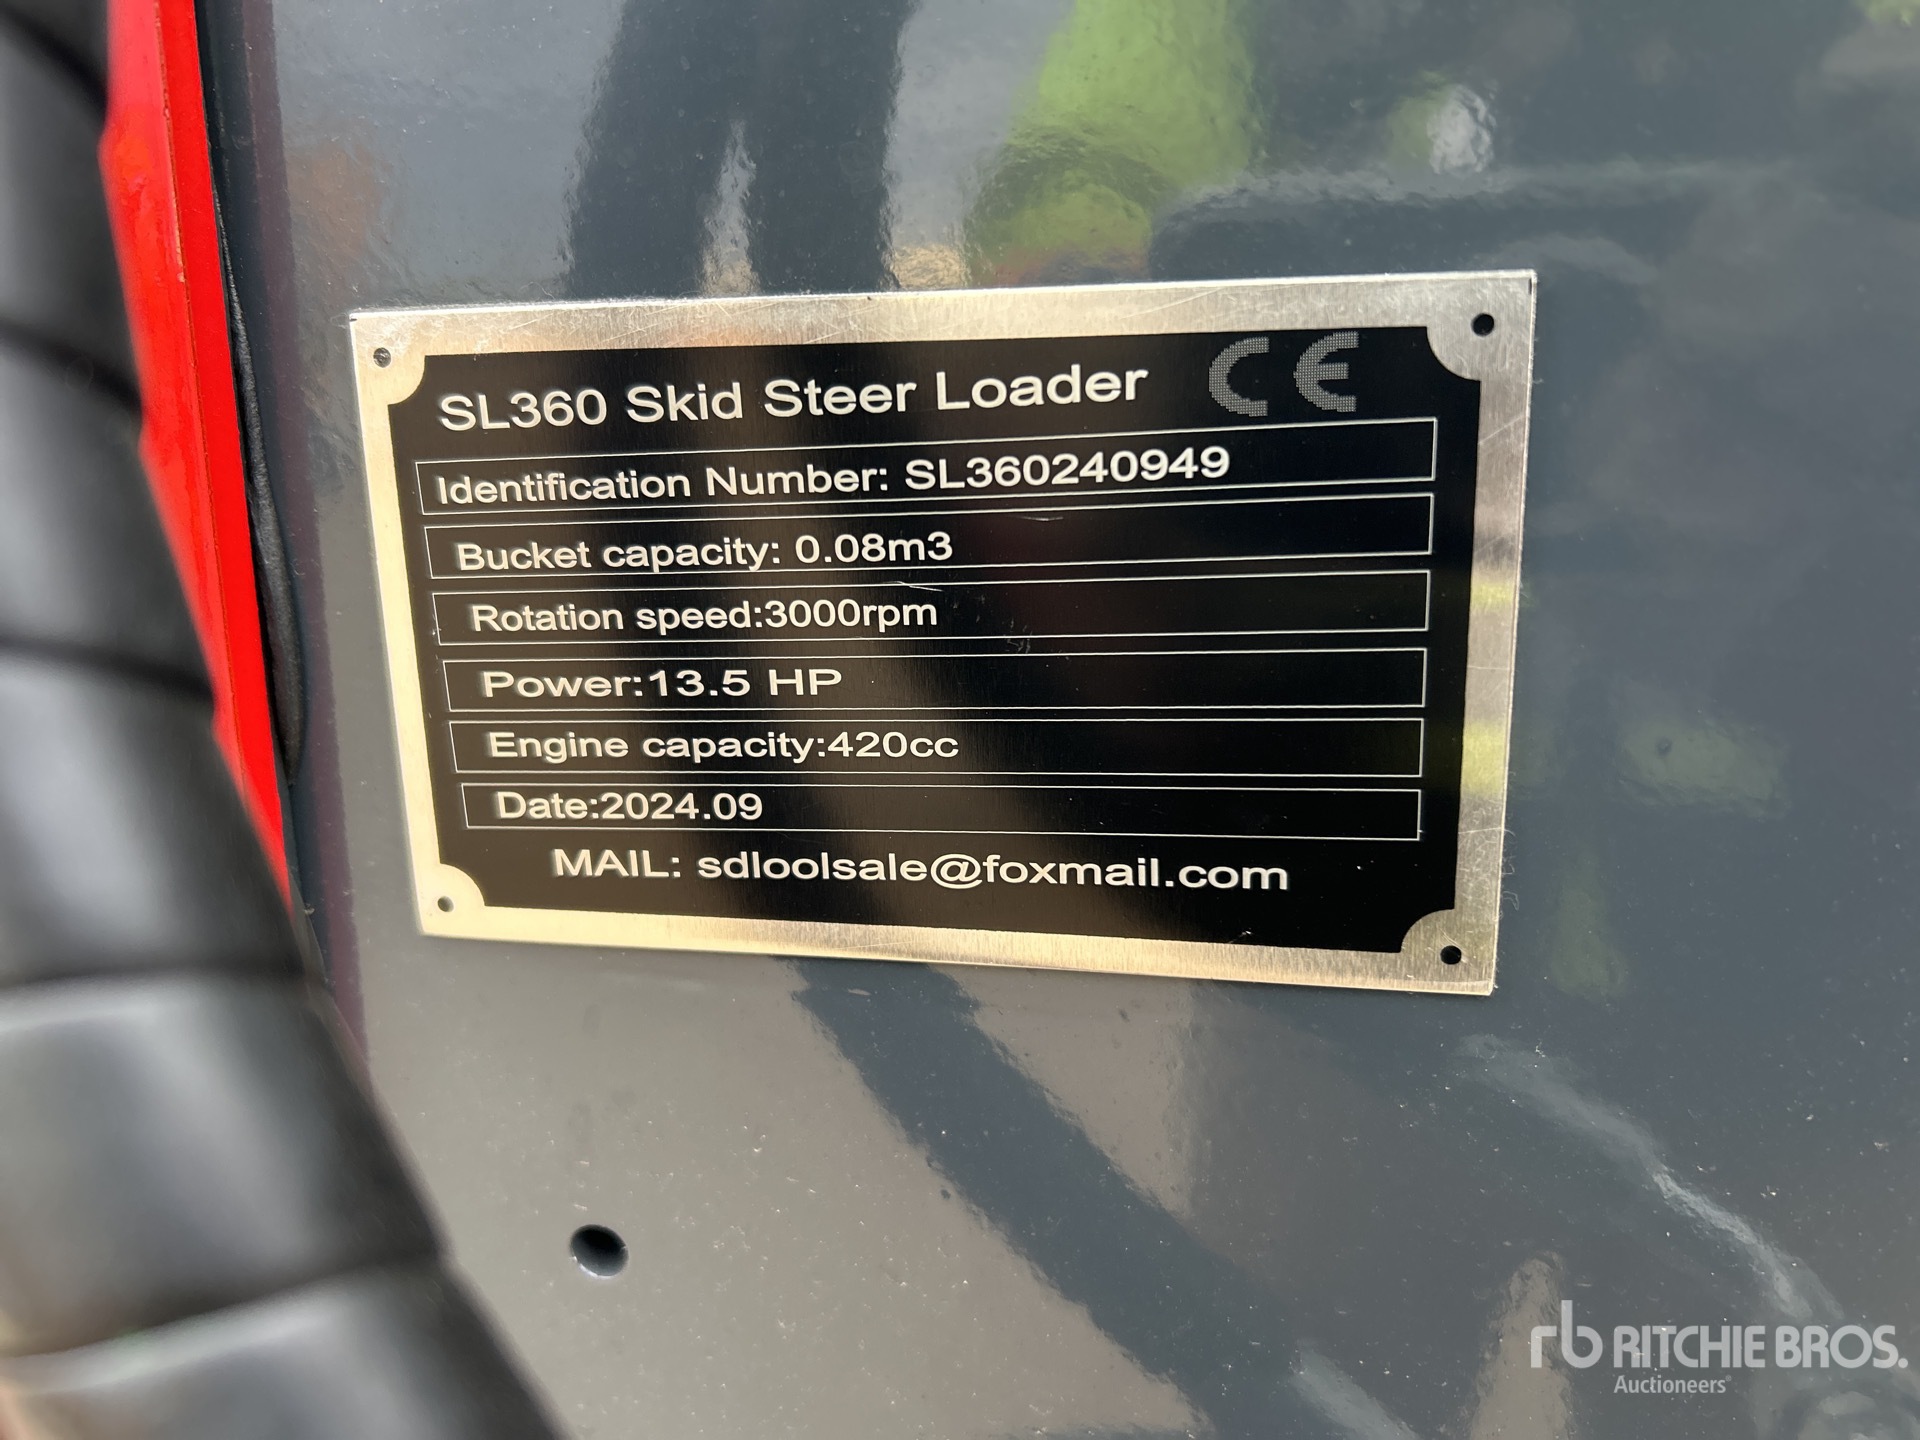 SL360 Skid Steer Loader CE
Identification Number: SL360240949
Bucket capacity: 0.08m3
Rotation speed:3000rpm
Power:13.5 HP
Engine capacity:420cc
Date:2024.09
MAIL: sdloolsale@foxmail.com
rb RITCHIE BROS.
Auctioneers